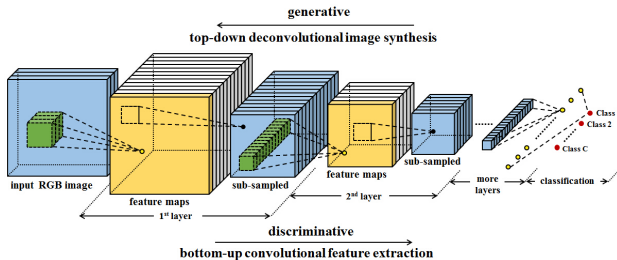 generative
top-down deconvolutional image synthesis
Class
Class 2
Class C
input RGB image
feature maps
sub-sampled
feature maps
sub-sampled
more
layers
classification
1st layer
2nd layer
discriminative
bottom-up convolutional feature extraction